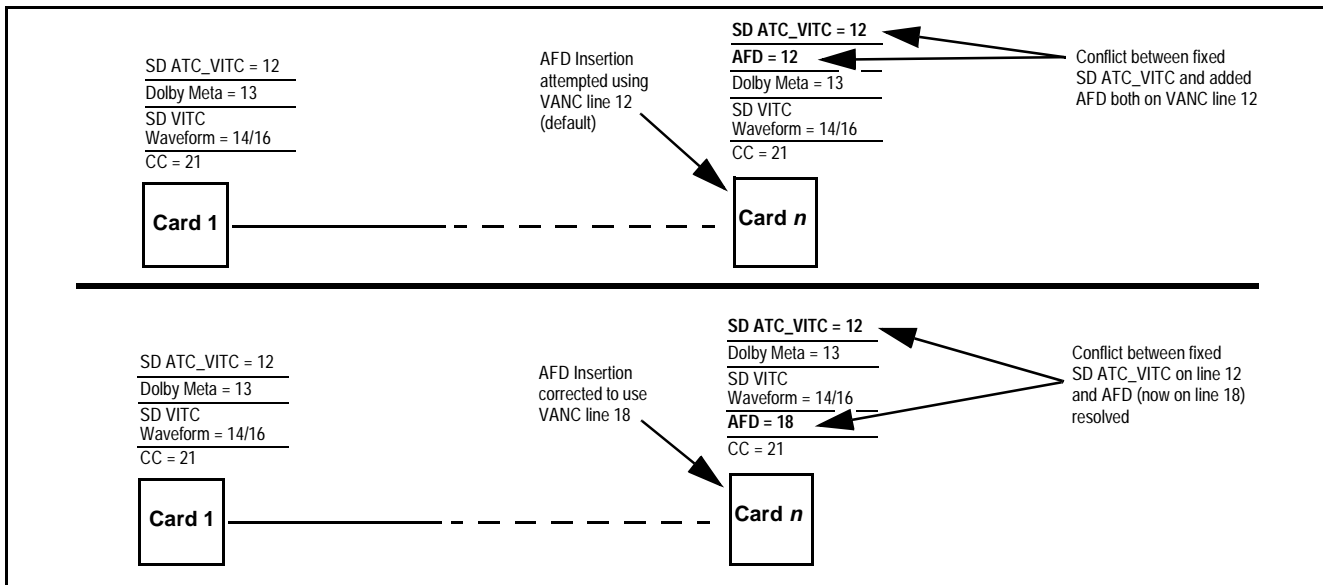 SD ATC_VITC = 12
Dolby Meta = 13
SD VITC
Waveform = 14/16
CC = 21
Card 1
AFD Insertion
attempted using
VANC line 12
(default)
SD ATC_VITC = 12
AFD = 12
Dolby Meta = 13
SD VITC
Waveform = 14/16
CC = 21
Card n
Conflict between fixed
SD ATC_VITC and added
AFD both on VANC line 12
SD ATC_VITC = 12
Dolby Meta = 13
SD VITC
Waveform = 14/16
CC = 21
Card 1
AFD Insertion
corrected to use
VANC line 18
SD ATC_VITC = 12
Dolby Meta = 13
SD VITC
Waveform = 14/16
AFD = 18
CC = 21
Card n
Conflict between fixed
SD ATC_VITC on line 12
and AFD (now on line 18)
resolved